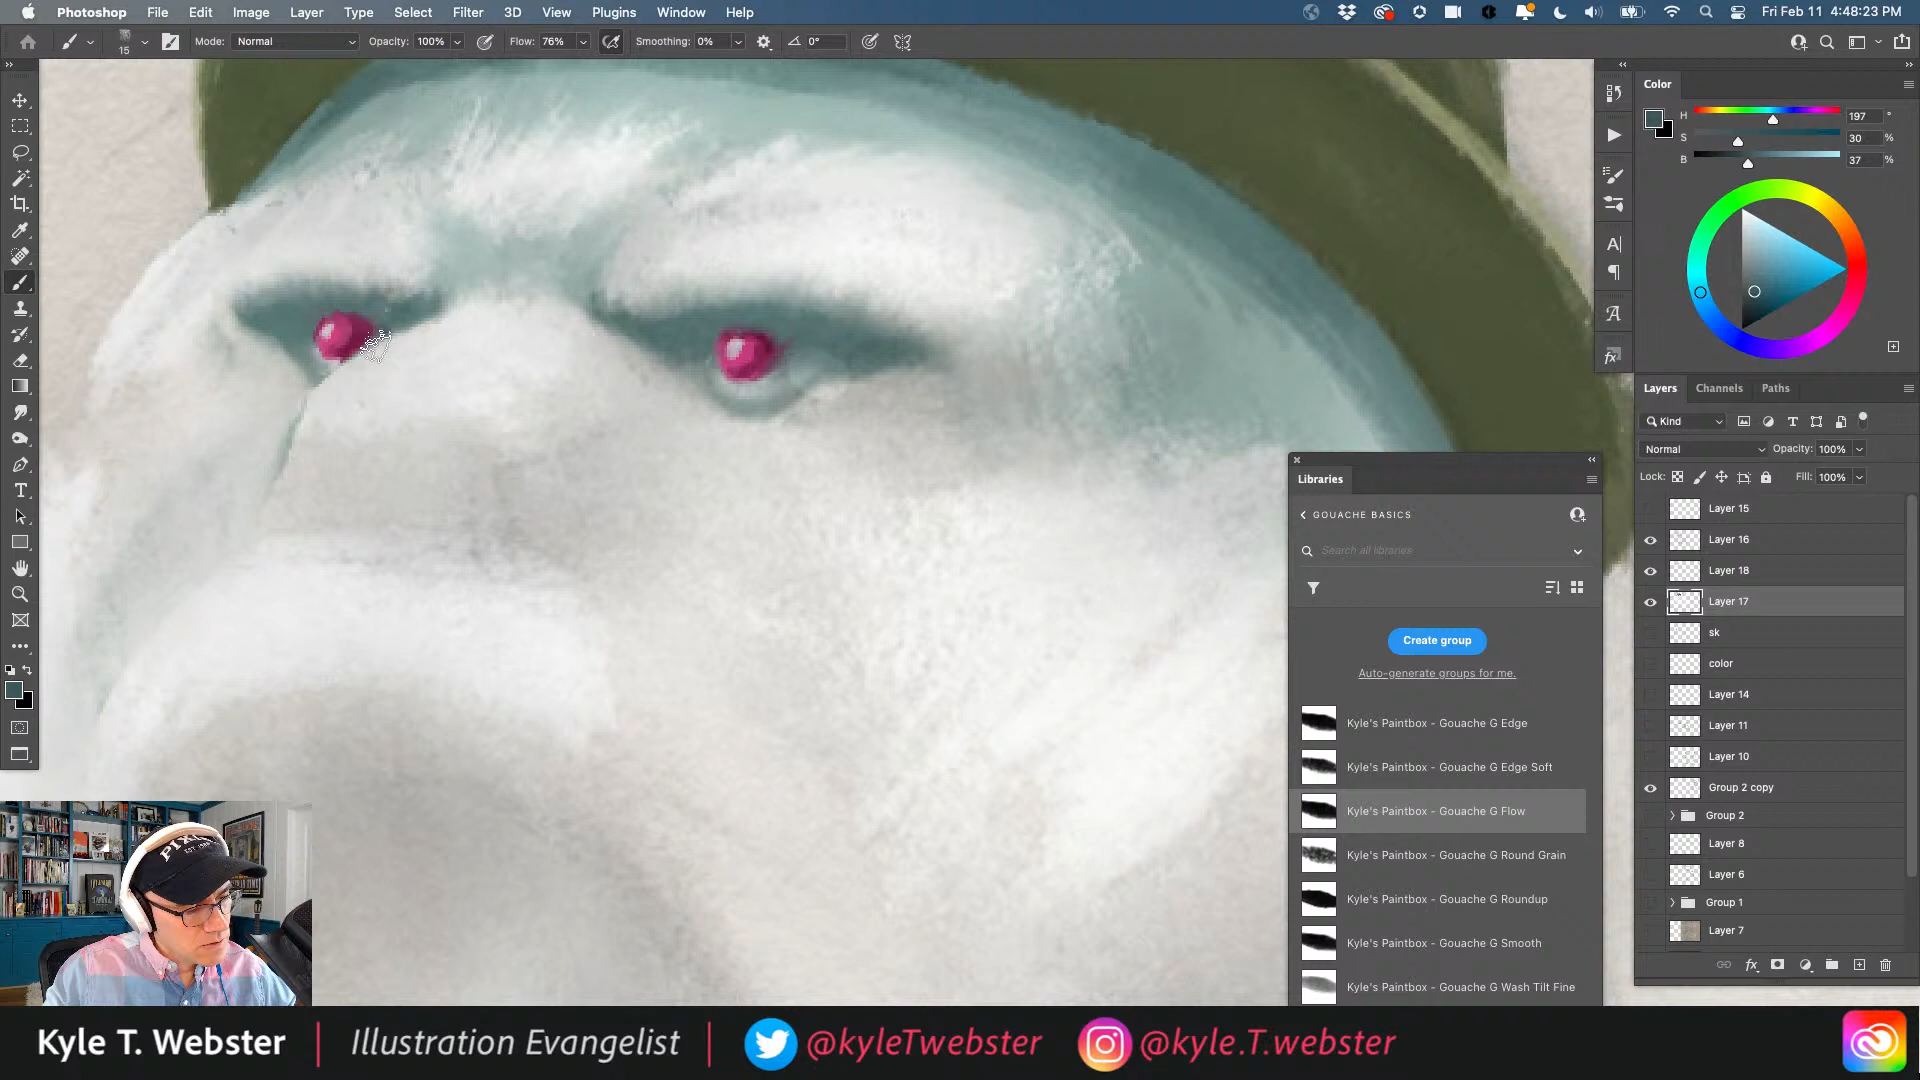 Photoshop File Edit Image Layer Type Select Filter 3D View Plugins Window Help Fri Feb 11 4:48:23 PM
15 Mode: Normal Opacity: 100% Flow: 76% Smoothing: 0% 0°
Color
H 197 °
S 30 %
B 37 %
Layers Channels Paths
Kind
Normal Opacity: 100%
Lock: Fill: 100%
Layer 15
Layer 16
Layer 18
Layer 17
sk
color
Layer 14
Layer 11
Layer 10
Group 2 copy
Group 2
Layer 8
Layer 6
Group 1
Layer 7
Libraries
GOUACHE BASICS
Search all libraries
Create group
Auto-generate groups for me.
Kyle's Paintbox - Gouache G Edge
Kyle's Paintbox - Gouache G Edge Soft
Kyle's Paintbox - Gouache G Flow
Kyle's Paintbox - Gouache G Round Grain
Kyle's Paintbox - Gouache G Roundup
Kyle's Paintbox - Gouache G Smooth
Kyle's Paintbox - Gouache G Wash Tilt Fine
Kyle T. Webster | Illustration Evangelist | @kyleTwebster @kyle.T.webster